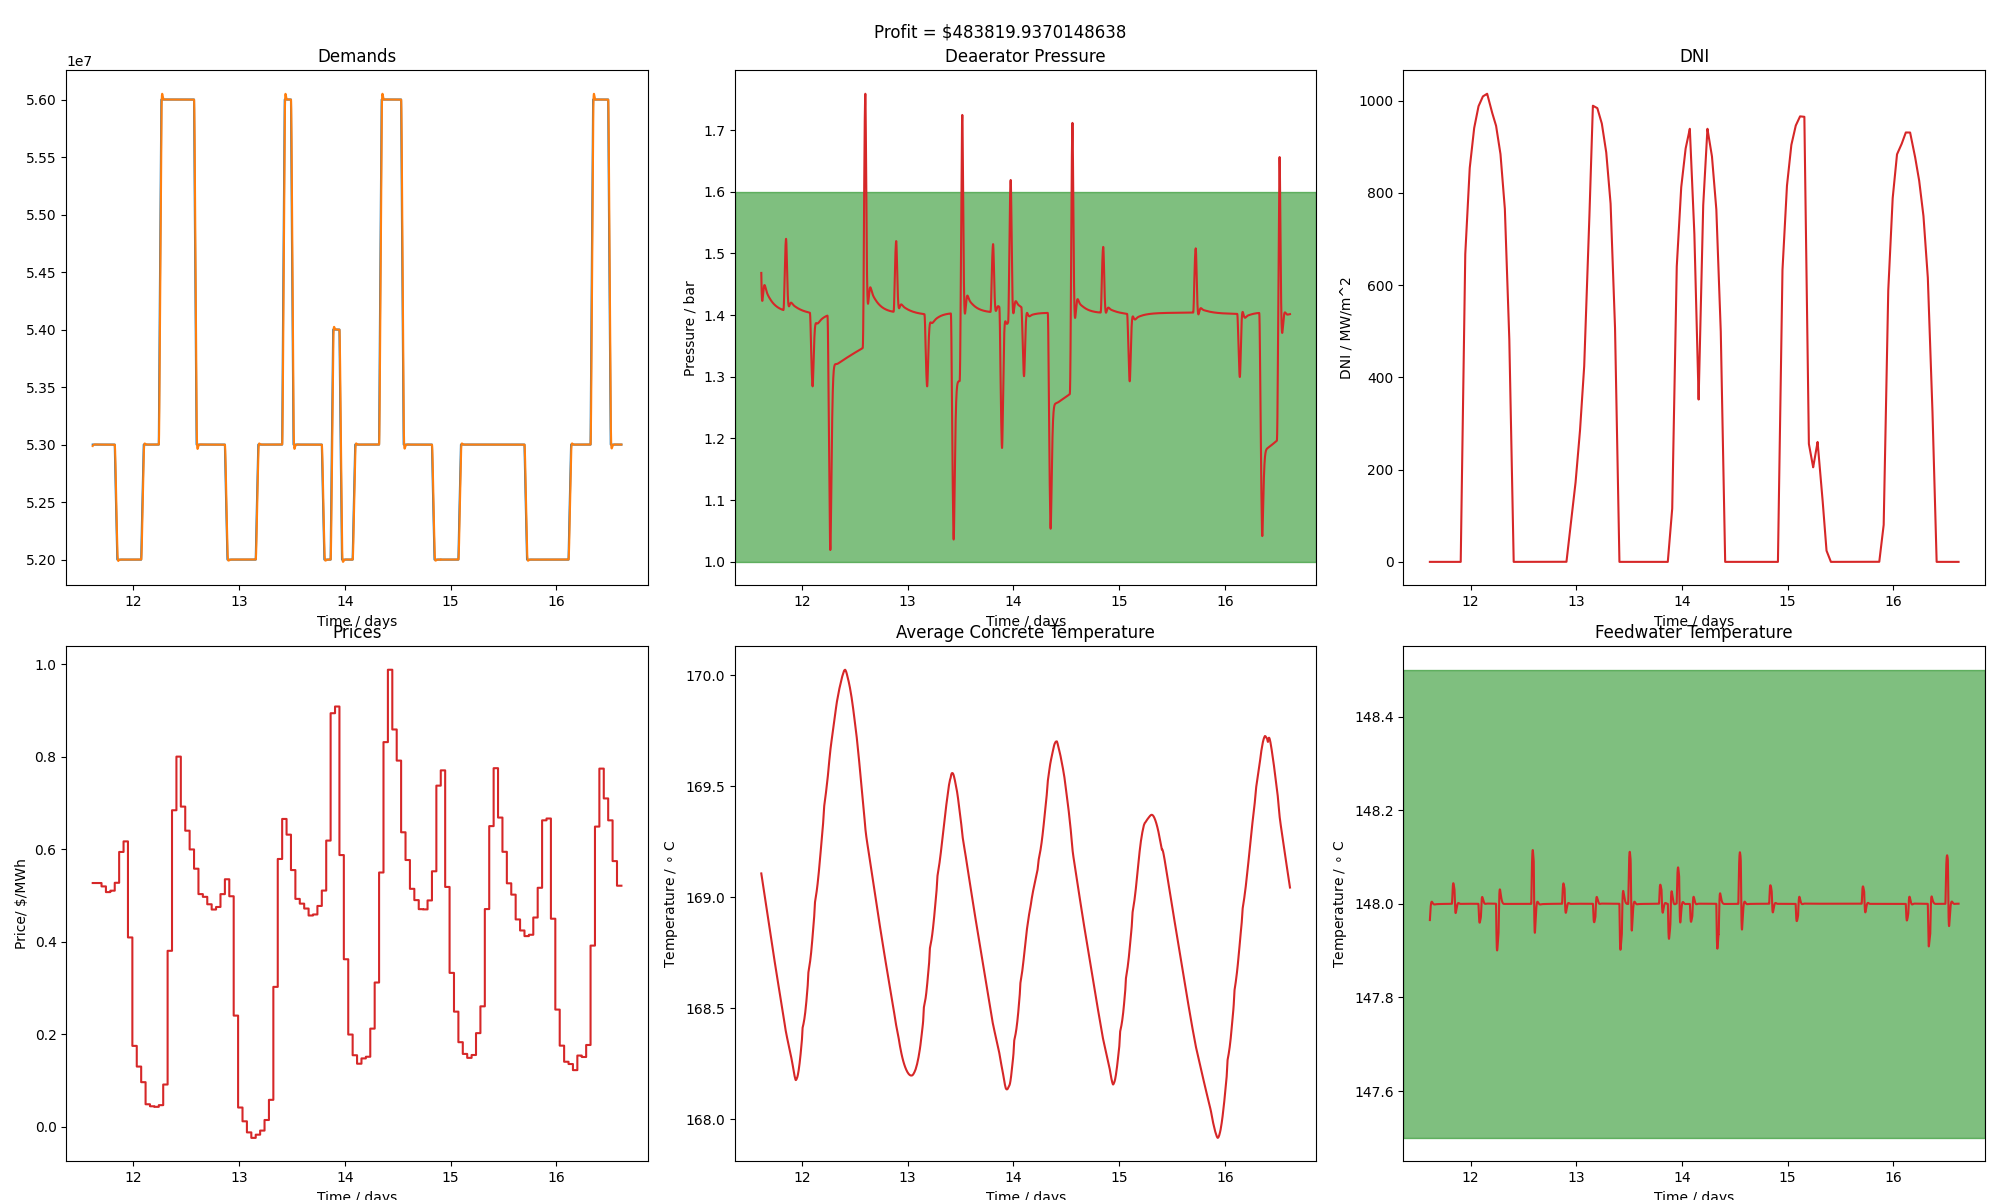 Profit = $483819.9370148638
Demands
1e7
5.60
5.55
5.50
5.45
5.40
5.35
5.30
5.25
5.20
12 13 14 15 16
Time / days
Deaerator Pressure
Pressure / bar
1.7
1.6
1.5
1.4
1.3
1.2
1.1
1.0
12 13 14 15 16
Time / days
DNI
DNI / MW/m^2
1000
800
600
400
200
0
12 13 14 15 16
Time / days
Prices
Price/ $/MWh
1.0
0.8
0.6
0.4
0.2
0.0
12 13 14 15 16
Time / days
Average Concrete Temperature
Temperature / ∘ C
170.0
169.5
169.0
168.5
168.0
12 13 14 15 16
Time / days
Feedwater Temperature
Temperature / ∘ C
148.4
148.2
148.0
147.8
147.6
12 13 14 15 16
Time / days